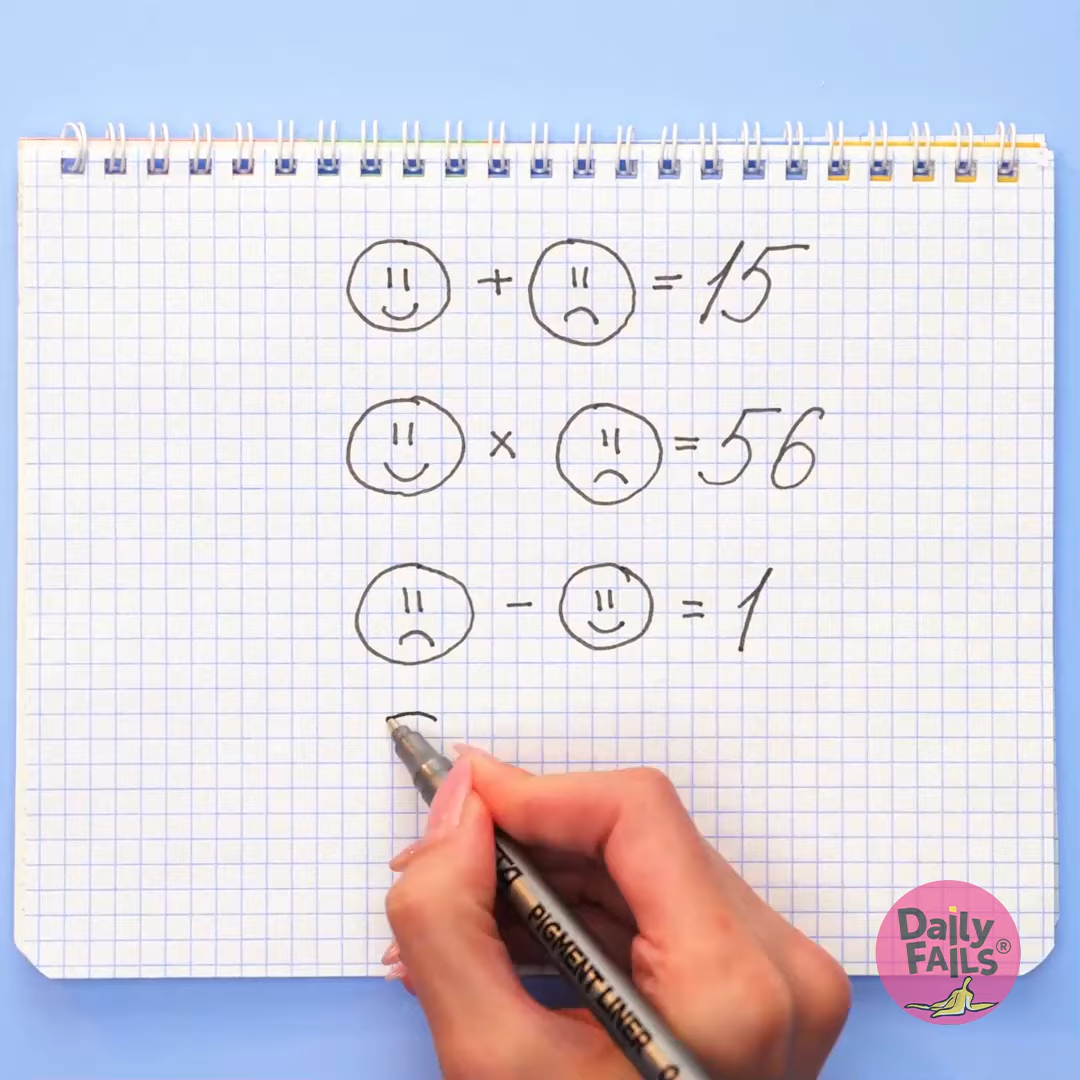 + = 15
x = 56
- = 1
PIGMENT LINER
Daily
FAILS®